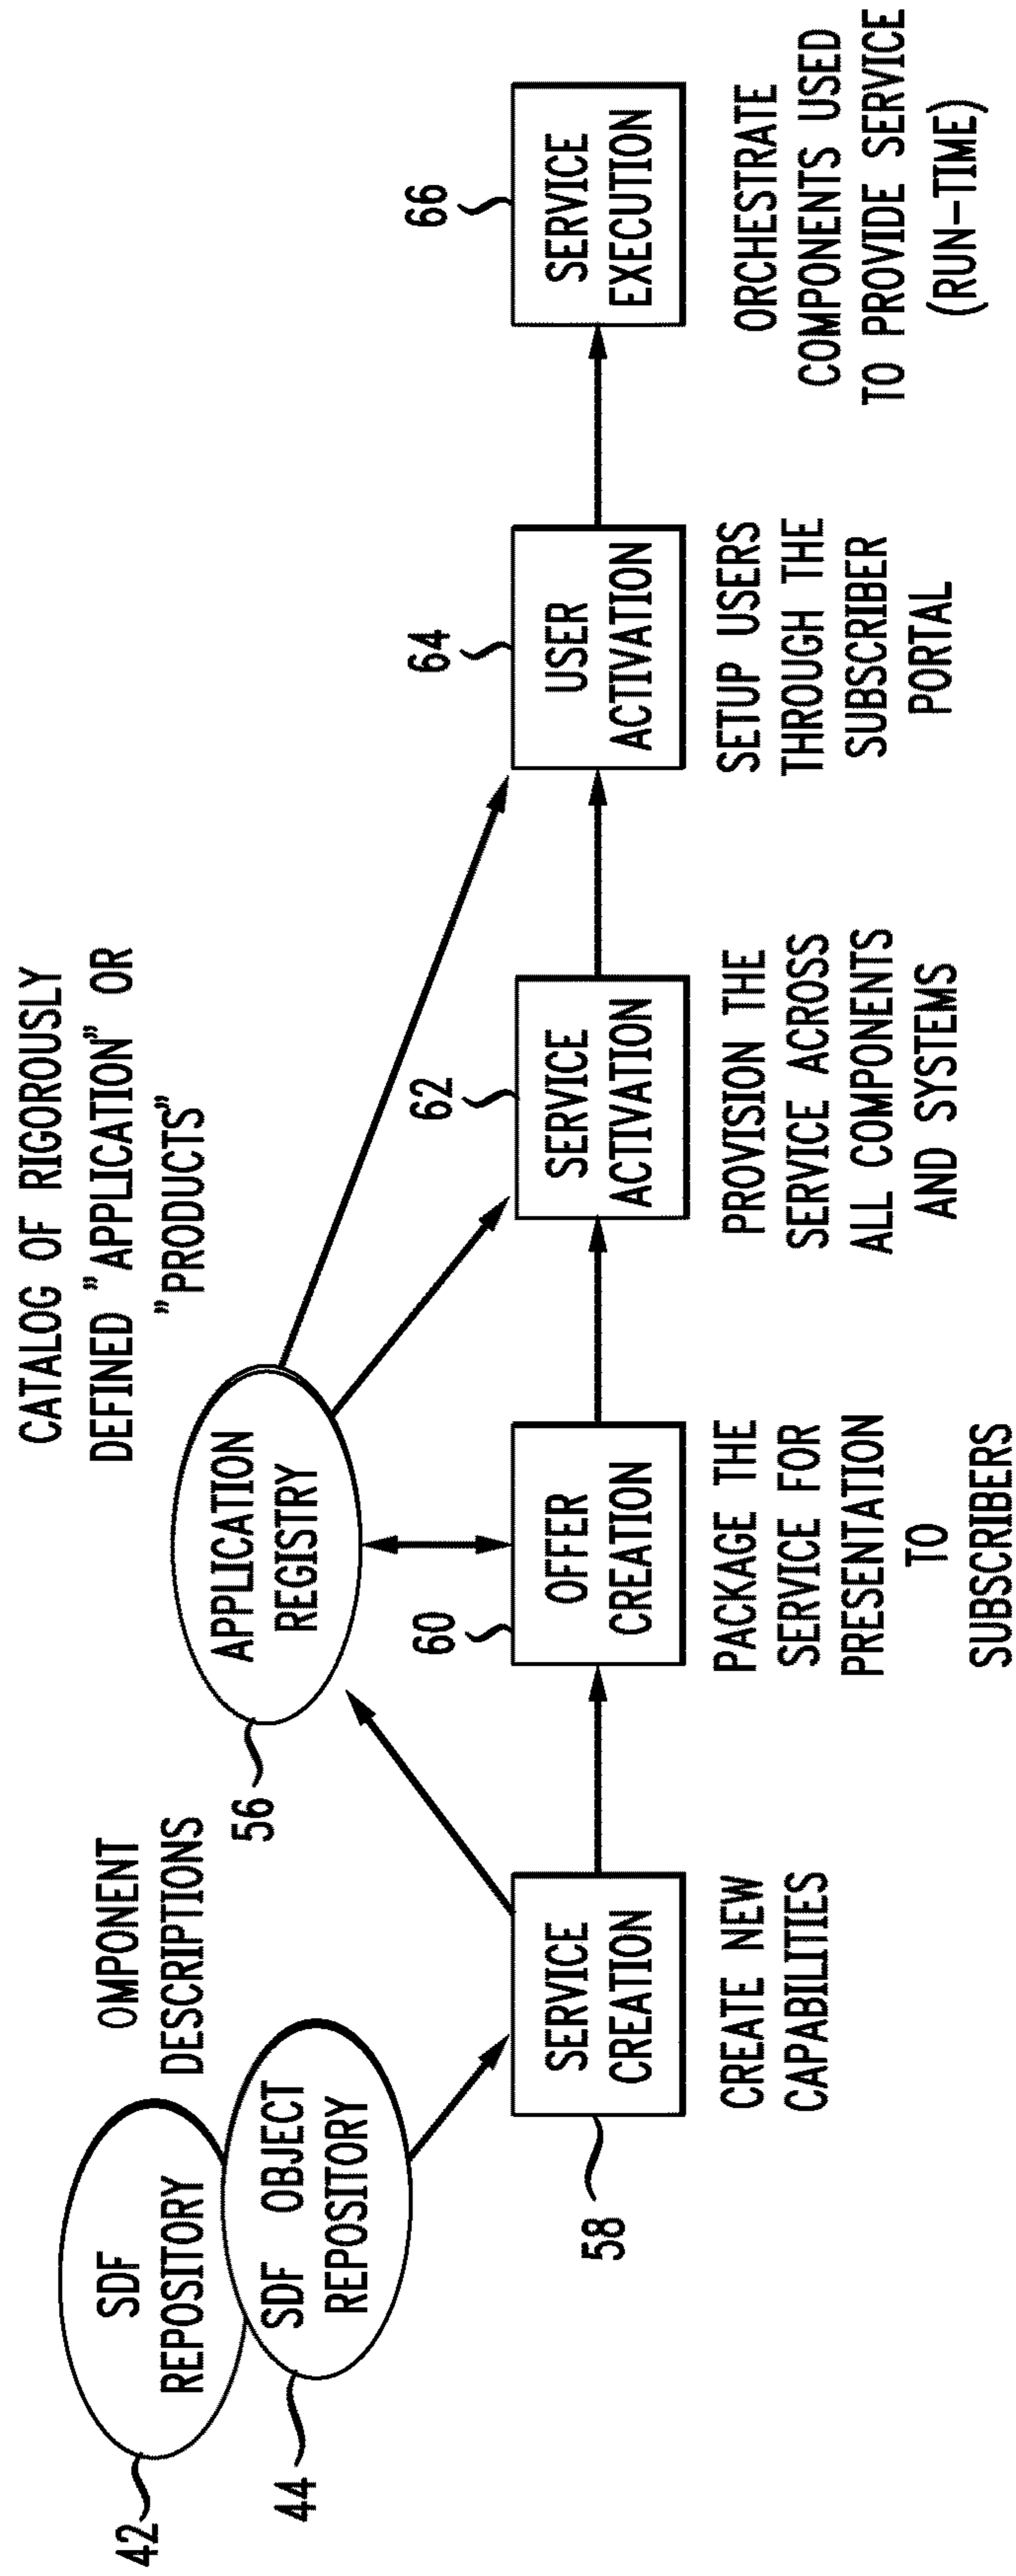 CATALOG OF RIGOROUSLY
DEFINED "APPLICATION" OR
"PRODUCTS"
OMPONENT
DESCRIPTIONS
42
SDF
REPOSITORY
44
SDF OBJECT
REPOSITORY
56
APPLICATION
REGISTRY
58
SERVICE
CREATION
CREATE NEW
CAPABILITIES
60
OFFER
CREATION
PACKAGE THE
SERVICE FOR
PRESENTATION
TO
SUBSCRIBERS
62
SERVICE
ACTIVATION
PROVISION THE
SERVICE ACROSS
ALL COMPONENTS
AND SYSTEMS
64
USER
ACTIVATION
SETUP USERS
THROUGH THE
SUBSCRIBER
PORTAL
66
SERVICE
EXECUTION
ORCHESTRATE
COMPONENTS USED
TO PROVIDE SERVICE
(RUN-TIME)